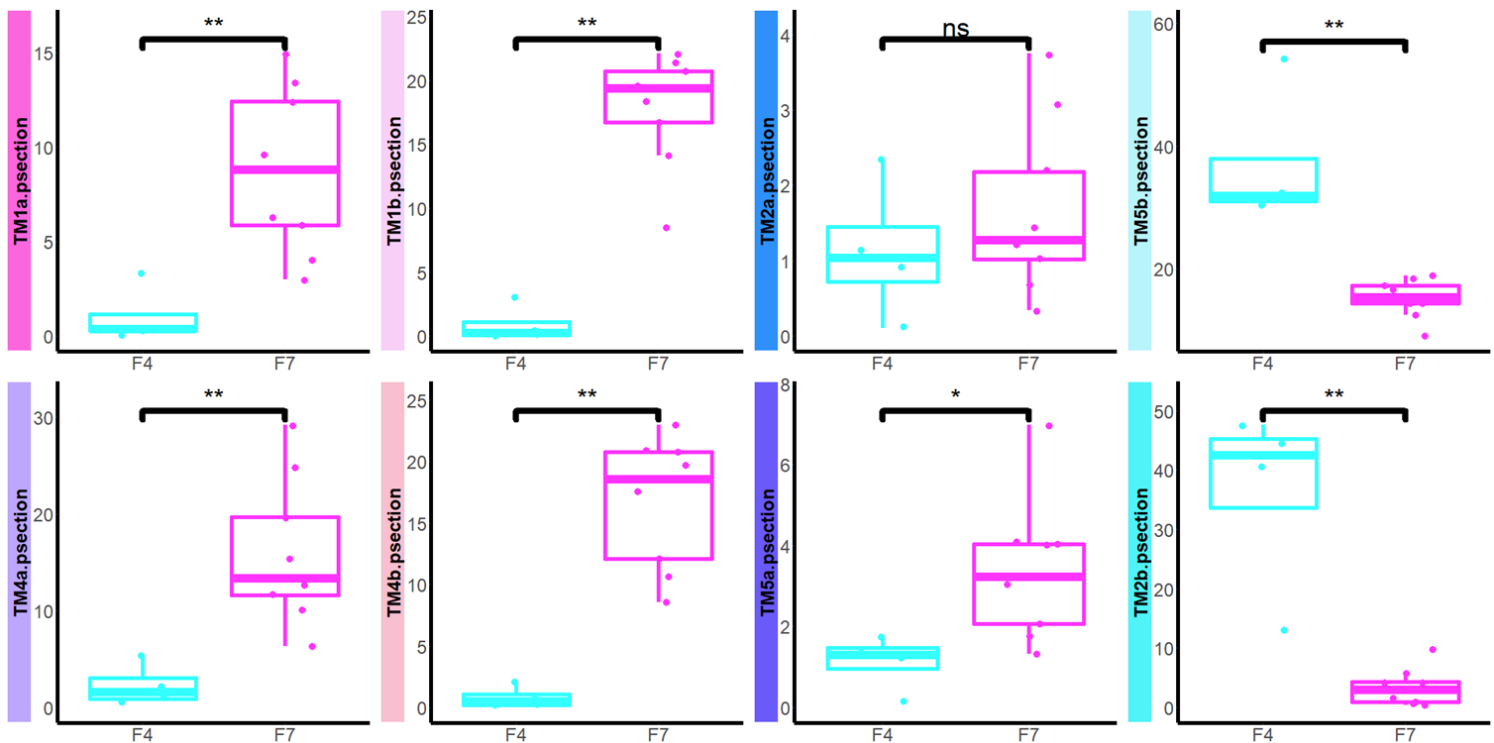 TM1a.psection
15
10
5
0
**
F4
F7
TM1b.psection
25
20
15
10
5
0
**
F4
F7
TM2a.psection
4
3
2
1
0
ns
F4
F7
TM5b.psection
60
40
20
**
F4
F7
TM4a.psection
30
20
10
0
**
F4
F7
TM4b.psection
25
20
15
10
5
0
**
F4
F7
TM5a.psection
8
6
4
2
0
*
F4
F7
TM2b.psection
50
40
30
20
10
0
**
F4
F7